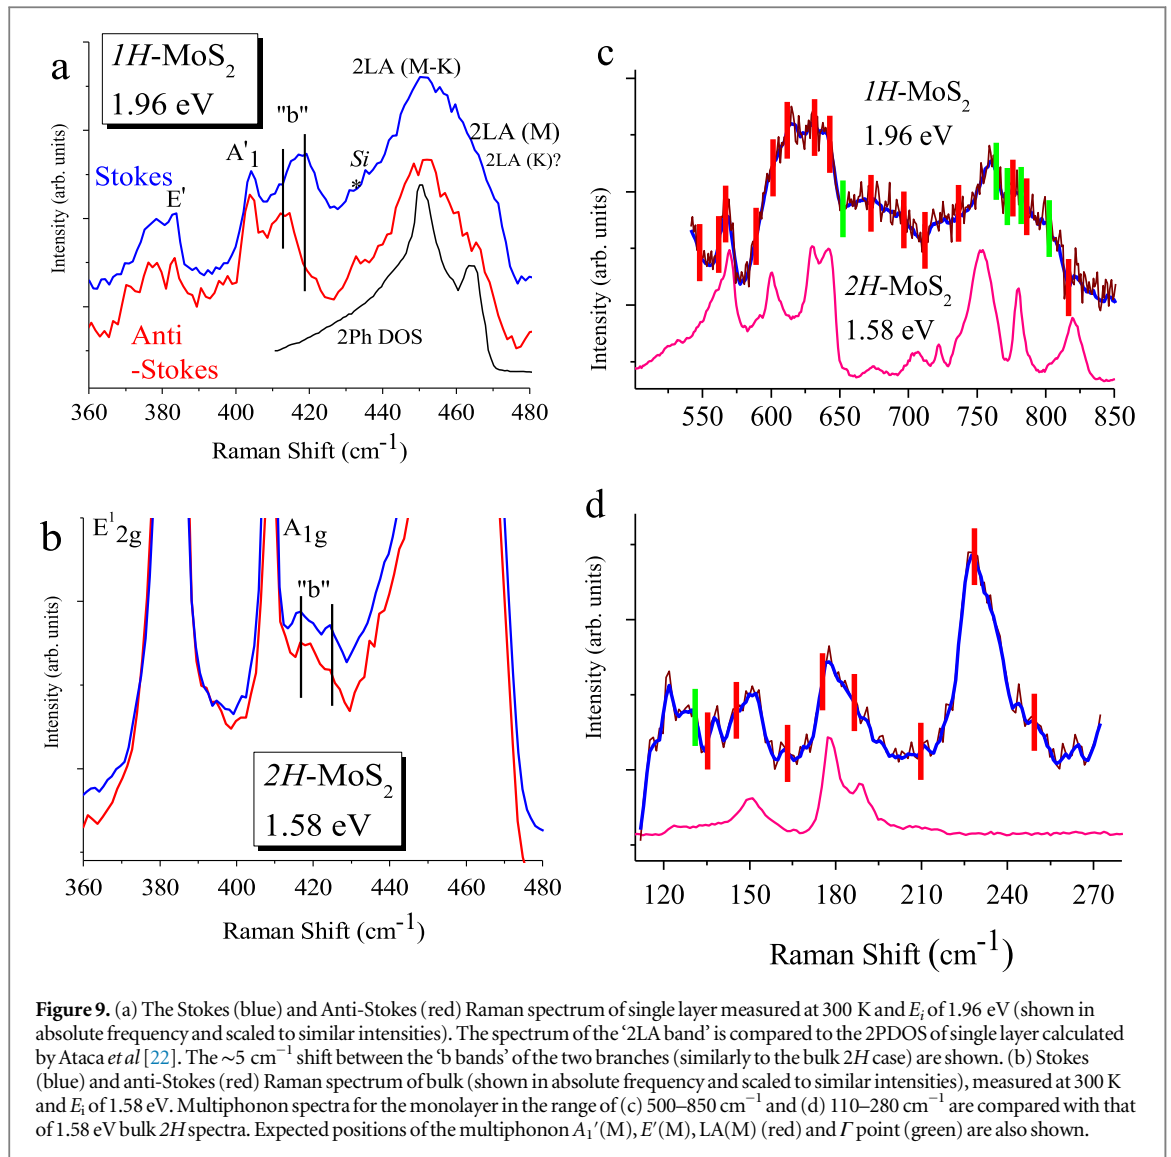 a
1H-MoS2
1.96 eV
Stokes
E'
A'1
"b"
Si
*
2LA (M-K)
2LA (M)
2LA (K)?
2Ph DOS
Anti
-Stokes
Intensity (arb. units)
360 380 400 420 440 460 480
Raman Shift (cm-1)
c
1H-MoS2
1.96 eV
2H-MoS2
1.58 eV
Intensity (arb. units)
550 600 650 700 750 800 850
b
E12g
A1g
"b"
2H-MoS2
1.58 eV
Intensity (arb. units)
360 380 400 420 440 460 480
Raman Shift (cm-1)
d
Intensity (arb. units)
120 150 180 210 240 270
Raman Shift (cm-1)
Figure 9. (a) The Stokes (blue) and Anti-Stokes (red) Raman spectrum of single layer measured at 300 K and Ei of 1.96 eV (shown in
absolute frequency and scaled to similar intensities). The spectrum of the ‘2LA band’ is compared to the 2PDOS of single layer calculated
by Ataca et al [22]. The ~5 cm−1 shift between the ‘b bands’ of the two branches (similarly to the bulk 2H case) are shown. (b) Stokes
(blue) and anti-Stokes (red) Raman spectrum of bulk (shown in absolute frequency and scaled to similar intensities), measured at 300 K
and Ei of 1.58 eV. Multiphonon spectra for the monolayer in the range of (c) 500–850 cm−1 and (d) 110–280 cm−1 are compared with that
of 1.58 eV bulk 2H spectra. Expected positions of the multiphonon A1′(M), E′(M), LA(M) (red) and Γ point (green) are also shown.